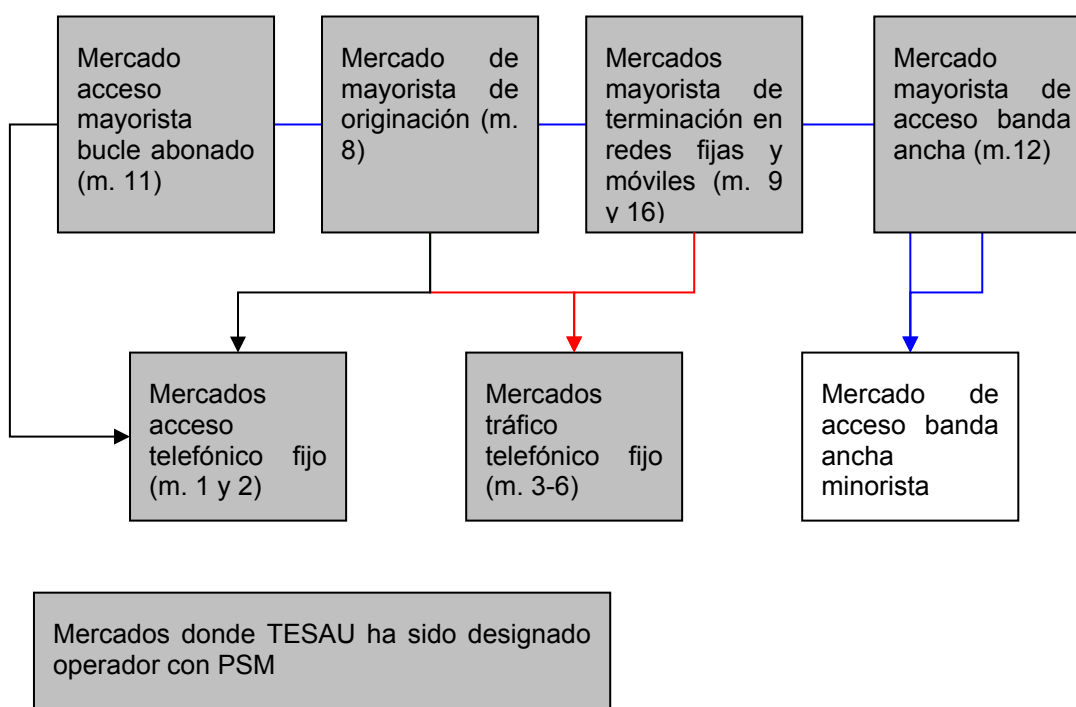 Mercado
acceso
mayorista
bucle abonado
(m. 11)
Mercado de
mayorista de
originación (m.
8)
Mercados
mayorista de
terminación en
redes fijas y
móviles (m. 9
y 16)
Mercado
mayorista de
acceso banda
ancha (m.12)
Mercados
acceso
telefónico fijo
(m. 1 y 2)
Mercados
tráfico
telefónico fijo
(m. 3-6)
Mercado de
acceso banda
ancha
minorista
Mercados donde TESAU ha sido designado
operador con PSM